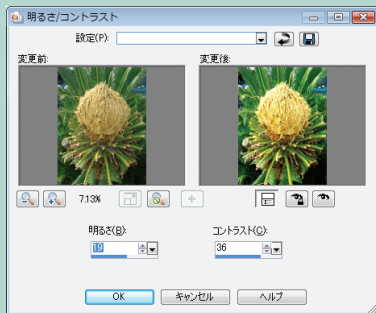 明るさ/コントラスト
設定(P):
変更前:
変更後:
7.13%
明るさ(B):
コントラスト(C):
19
36
OK
キャンセル
ヘルプ